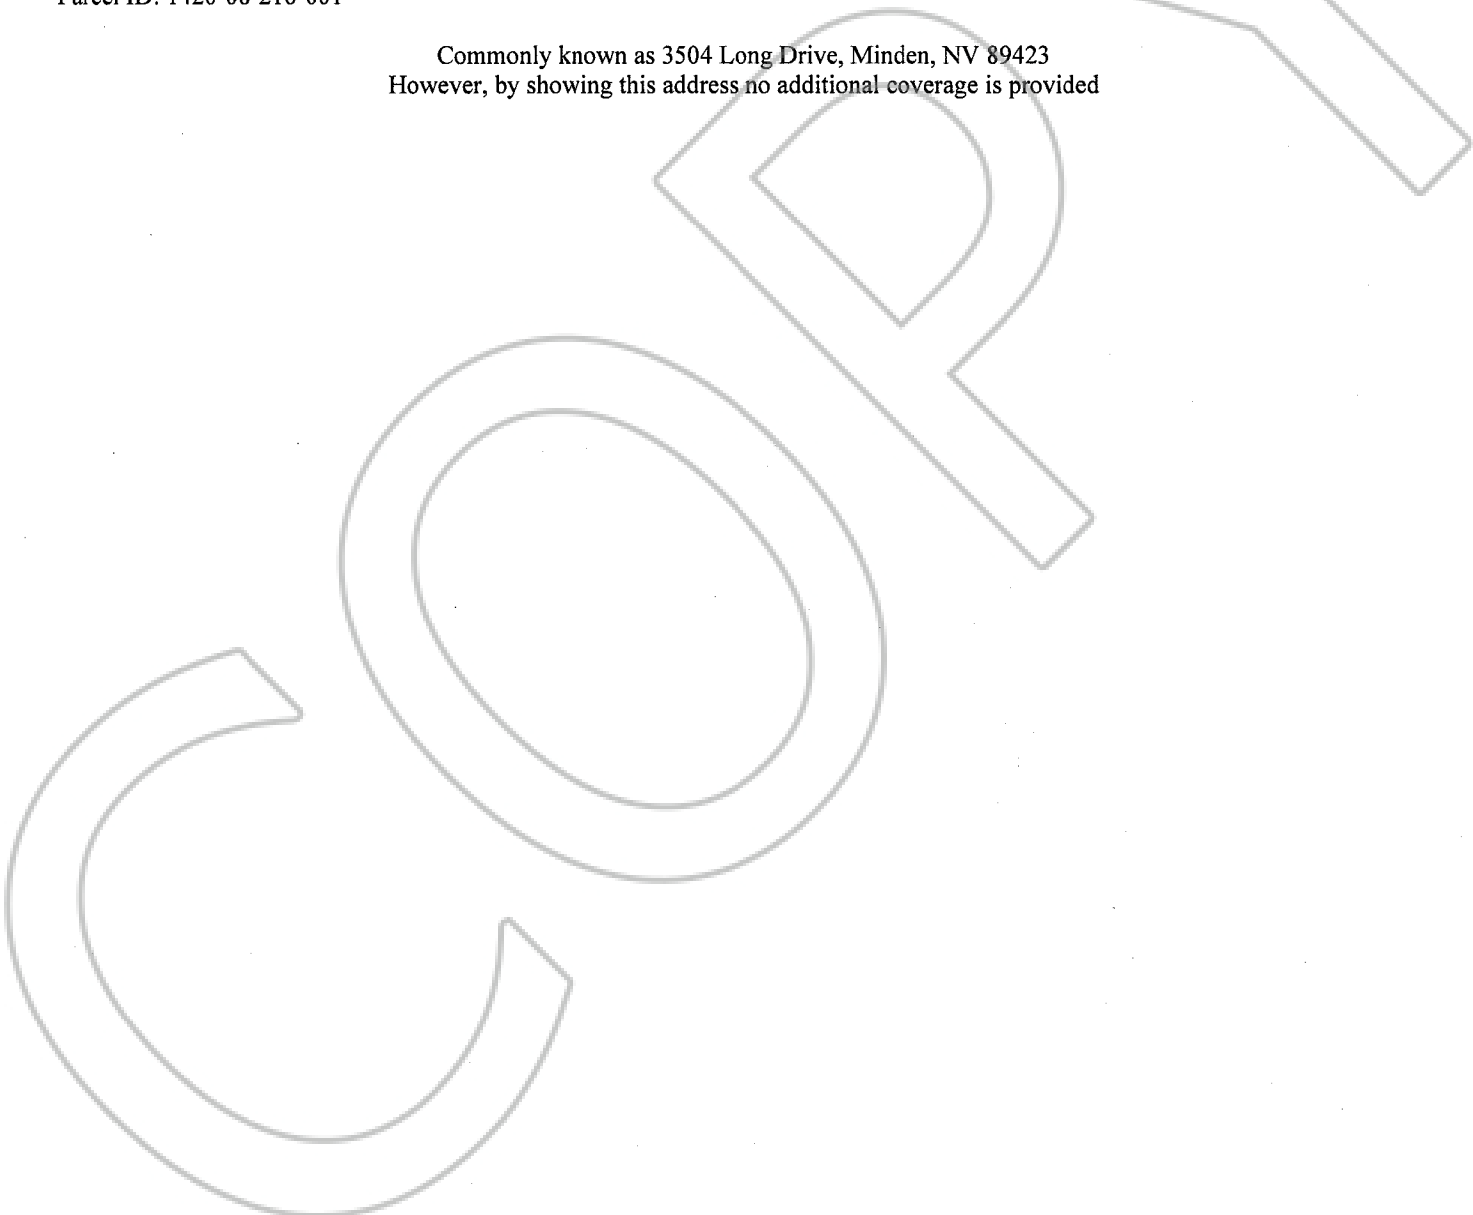 Commonly known as 3504 Long Drive, Minden, NV 89423
However, by showing this address no additional coverage is provided
COPY